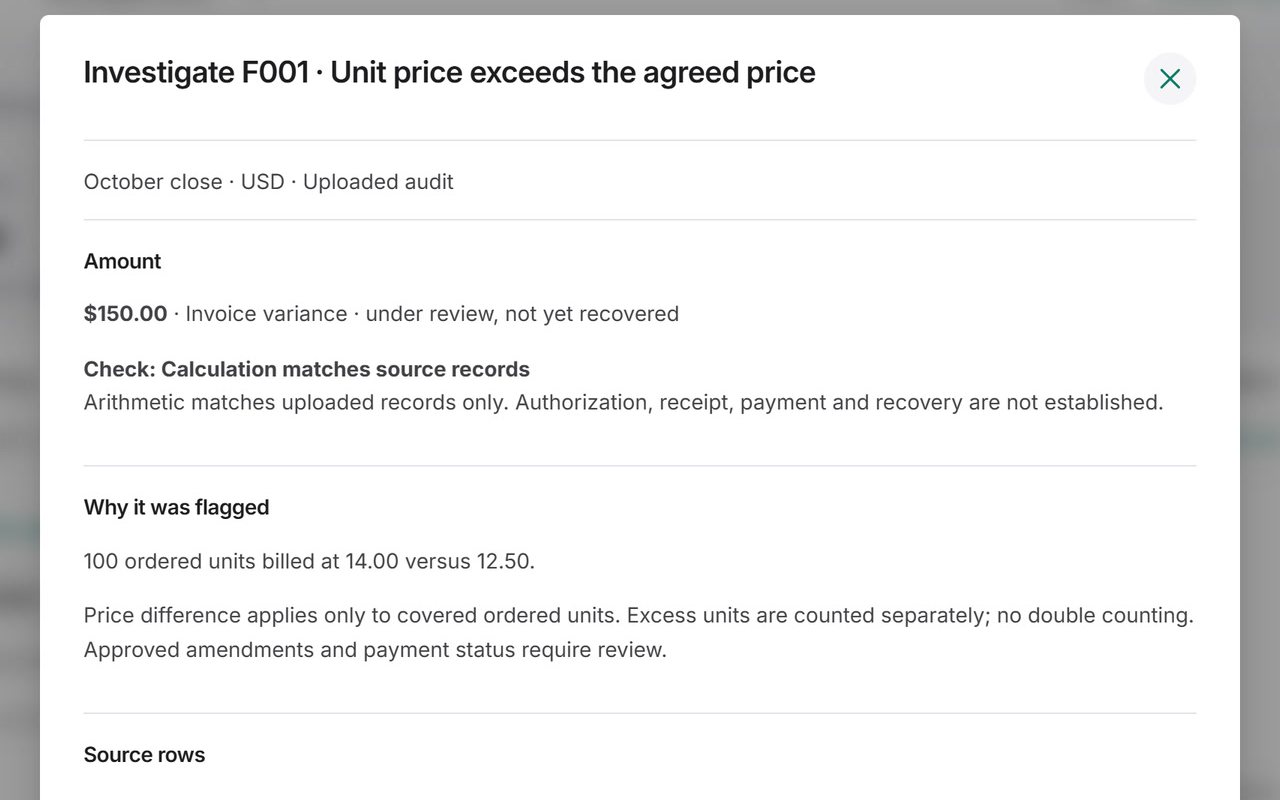 Investigate F001 · Unit price exceeds the agreed price
October close · USD · Uploaded audit
Amount
$150.00 · Invoice variance · under review, not yet recovered
Check: Calculation matches source records
Arithmetic matches uploaded records only. Authorization, receipt, payment and recovery are not established.
Why it was flagged
100 ordered units billed at 14.00 versus 12.50.
Price difference applies only to covered ordered units. Excess units are counted separately; no double counting.
Approved amendments and payment status require review.
Source rows